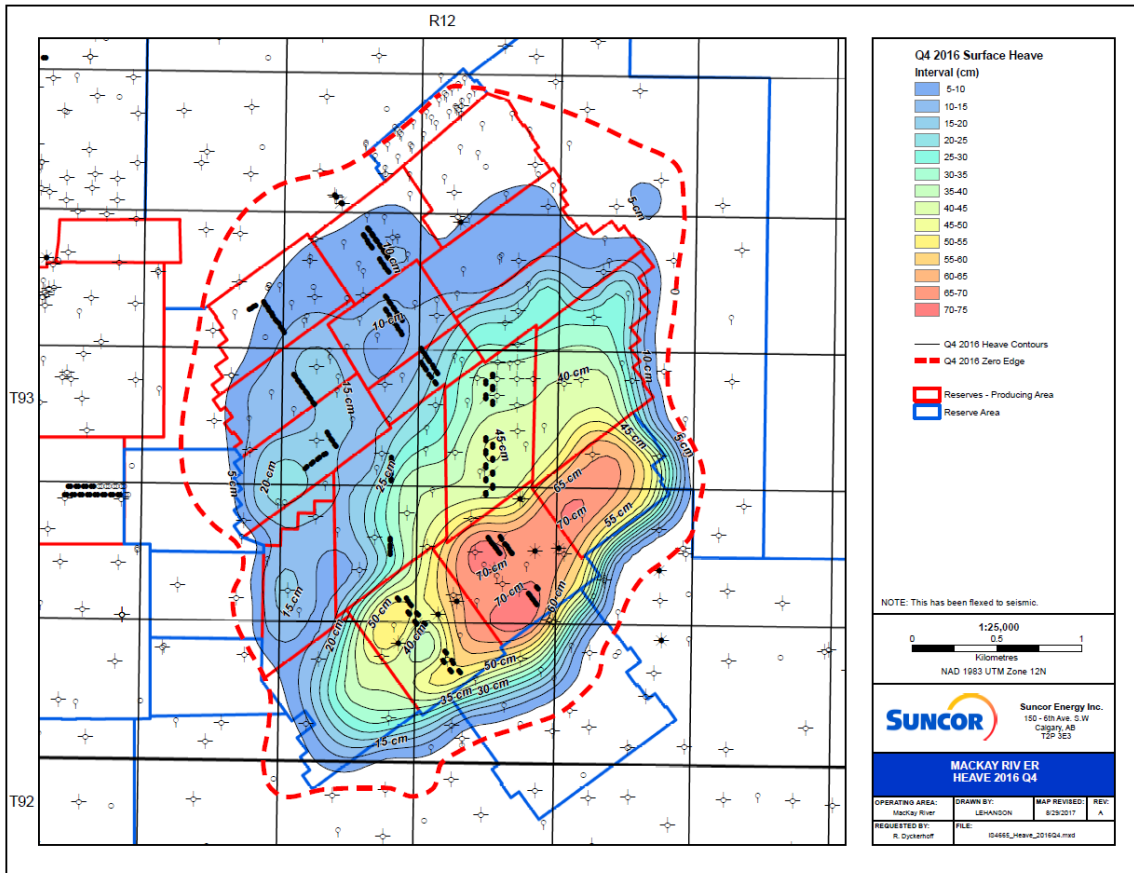 R12
T93
T92
5 cm
10 cm
10 cm
15 cm
20 cm
5 cm
25 cm
40 cm
45 cm
10 cm
45 cm
5 cm
65 cm
70 cm
55 cm
70 cm
70 cm
60 cm
15 cm
20 cm
50 cm
40 cm
50 cm
35 cm
30 cm
15 cm
Q4 2016 Surface Heave
Interval (cm)
5-10
10-15
15-20
20-25
25-30
30-35
35-40
40-45
45-50
50-55
55-60
60-65
65-70
70-75
Q4 2016 Heave Contours
Q4 2016 Zero Edge
Reserves - Producing Area
Reserve Area
NOTE: This has been flexed to seismic.
1:25,000
0 0.5 1
Kilometres
NAD 1983 UTM Zone 12N
SUNCOR
Suncor Energy Inc.
150 - 6th Ave. S.W
Calgary, AB
T2P 3E3
MACKAY RIV ER
HEAVE 2016 Q4
OPERATING AREA: DRAWN BY: MAP REVISED: REV:
MacKay River LEHANSON 8/29/2017 A
REQUESTED BY: FILE:
R. Dyckerhoff IS4665_Heave_2016Q4.mxd